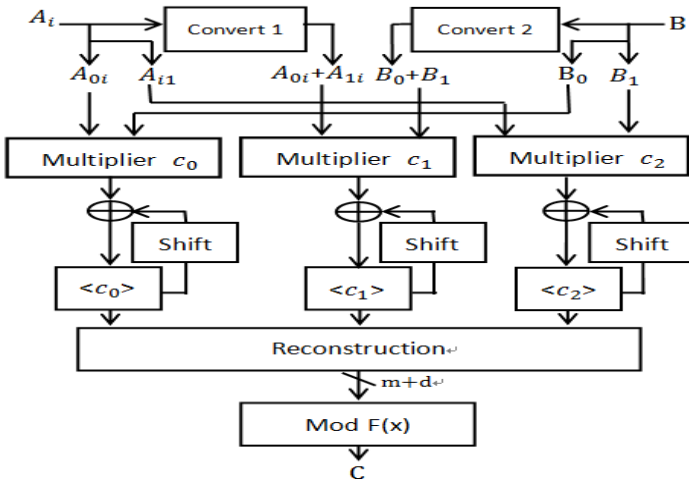 Aᵢ Convert 1 Convert 2 B
A₀ᵢ Aᵢ₁ A₀ᵢ+A₁ᵢ B₀+B₁ B₀ B₁
Multiplier c₀ Multiplier c₁ Multiplier c₂
Shift Shift Shift
<c₀> <c₁> <c₂>
Reconstruction↵
m+d↵
Mod F(x)
C